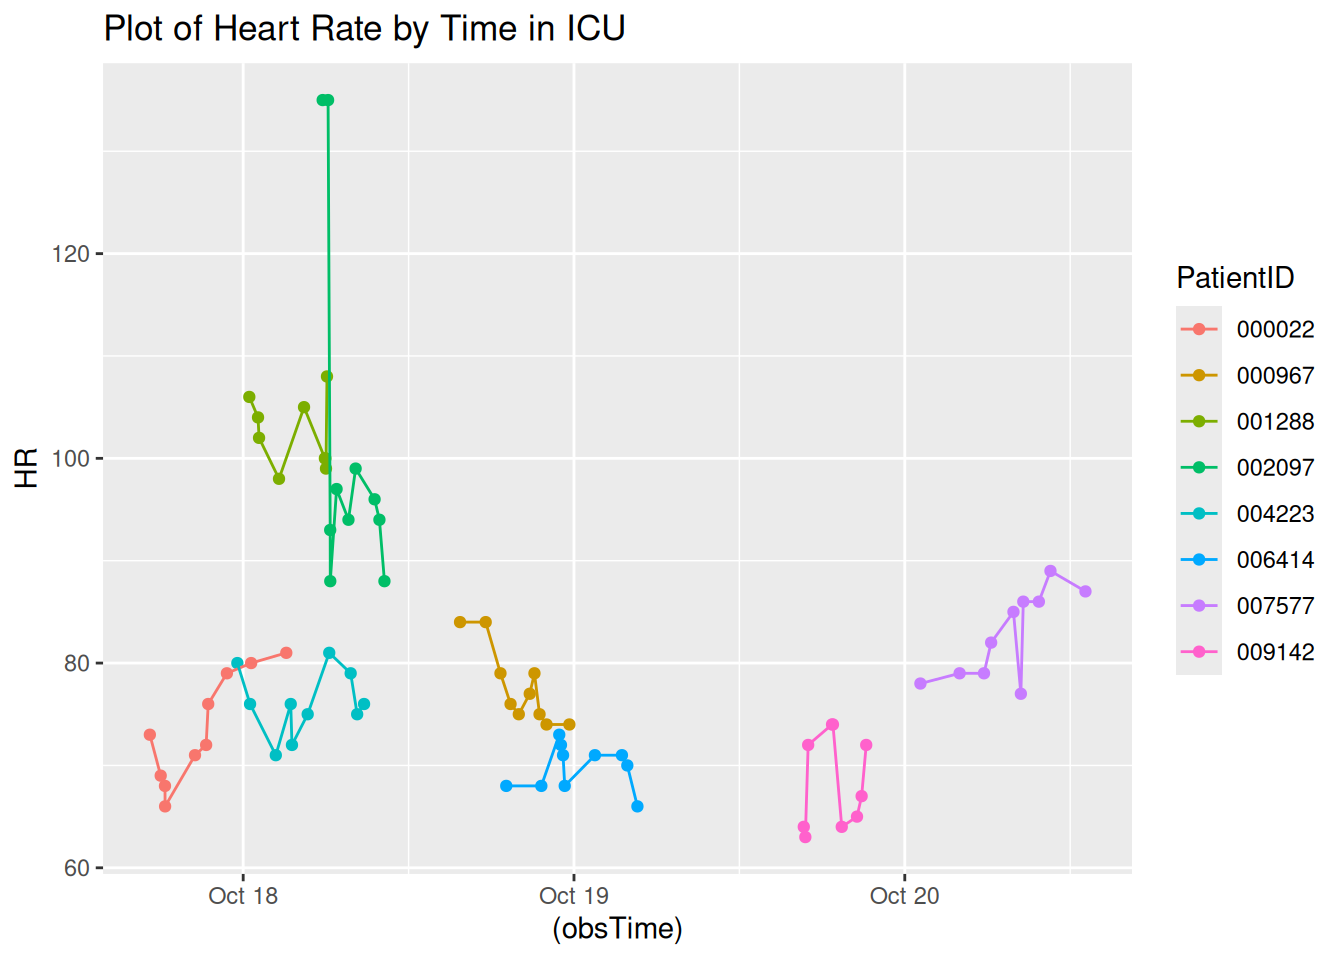 Plot of Heart Rate by Time in ICU
120
100
80
60
HR
Oct 18
Oct 19
Oct 20
(obsTime)
PatientID
000022
000967
001288
002097
004223
006414
007577
009142